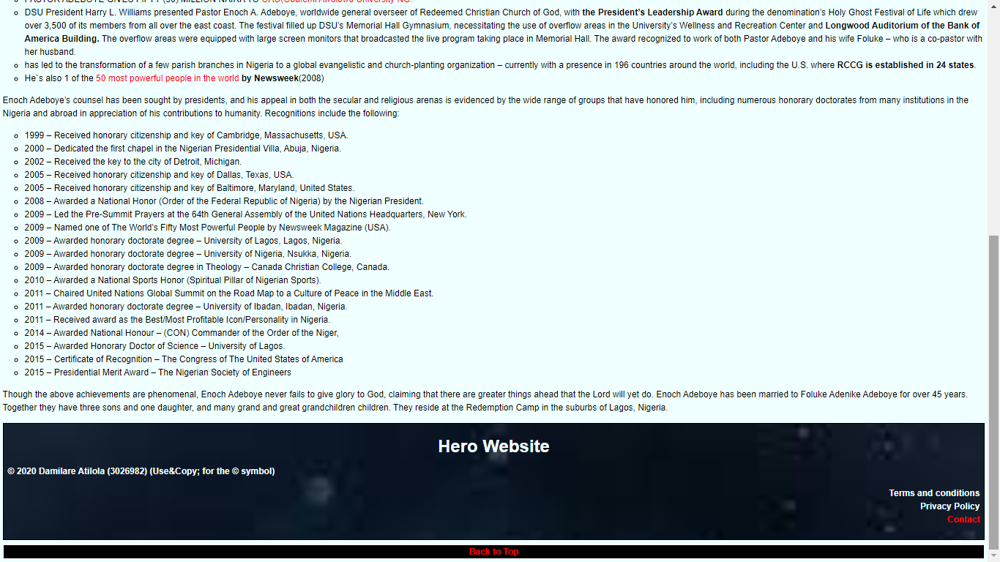 DSU President Harry L. Williams presented Pastor Enoch A. Adeboye, worldwide general overseer of Redeemed Christian Church of God, with the President’s Leadership Award during the denomination’s Holy Ghost Festival of Life which drew
over 3,500 of its members from all over the east coast. The festival filled up DSU’s Memorial Hall Gymnasium, necessitating the use of overflow areas in the University’s Wellness and Recreation Center and Longwood Auditorium of the Bank of
America Building. The overflow areas were equipped with large screen monitors that broadcasted the live program taking place in Memorial Hall. The award recognized to work of both Pastor Adeboye and his wife Foluke – who is a co-pastor with
her husband.
has led to the transformation of a few parish branches in Nigeria to a global evangelistic and church-planting organization – currently with a presence in 196 countries around the world, including the U.S. where RCCG is established in 24 states.
He`s also 1 of the 50 most powerful people in the world by Newsweek(2008)
Enoch Adeboye’s counsel has been sought by presidents, and his appeal in both the secular and religious arenas is evidenced by the wide range of groups that have honored him, including numerous honorary doctorates from many institutions in the
Nigeria and abroad in appreciation of his contributions to humanity. Recognitions include the following:
1999 – Received honorary citizenship and key of Cambridge, Massachusetts, USA.
2000 – Dedicated the first chapel in the Nigerian Presidential Villa, Abuja, Nigeria.
2002 – Received the key to the city of Detroit, Michigan.
2005 – Received honorary citizenship and key of Dallas, Texas, USA.
2005 – Received honorary citizenship and key of Baltimore, Maryland, United States.
2008 – Awarded a National Honor (Order of the Federal Republic of Nigeria) by the Nigerian President.
2009 – Led the Pre-Summit Prayers at the 64th General Assembly of the United Nations Headquarters, New York.
2009 – Named one of The World’s Fifty Most Powerful People by Newsweek Magazine (USA).
2009 – Awarded honorary doctorate degree – University of Lagos, Lagos, Nigeria.
2009 – Awarded honorary doctorate degree – University of Nigeria, Nsukka, Nigeria.
2009 – Awarded honorary doctorate degree in Theology – Canada Christian College, Canada.
2010 – Awarded a National Sports Honor (Spiritual Pillar of Nigerian Sports).
2011 – Chaired United Nations Global Summit on the Road Map to a Culture of Peace in the Middle East.
2011 – Awarded honorary doctorate degree – University of Ibadan, Ibadan, Nigeria.
2011 – Received award as the Best/Most Profitable Icon/Personality in Nigeria.
2014 – Awarded National Honour – (CON) Commander of the Order of the Niger,
2015 – Awarded Honorary Doctor of Science – University of Lagos.
2015 – Certificate of Recognition – The Congress of The United States of America
2015 – Presidential Merit Award – The Nigerian Society of Engineers
Though the above achievements are phenomenal, Enoch Adeboye never fails to give glory to God, claiming that there are greater things ahead that the Lord will yet do. Enoch Adeboye has been married to Foluke Adenike Adeboye for over 45 years.
Together they have three sons and one daughter, and many grand and great grandchildren children. They reside at the Redemption Camp in the suburbs of Lagos, Nigeria.
Hero Website
© 2020 Damilare Atilola (3026982) (Use&Copy; for the © symbol)
Terms and conditions
Privacy Policy
Contact
Back to Top